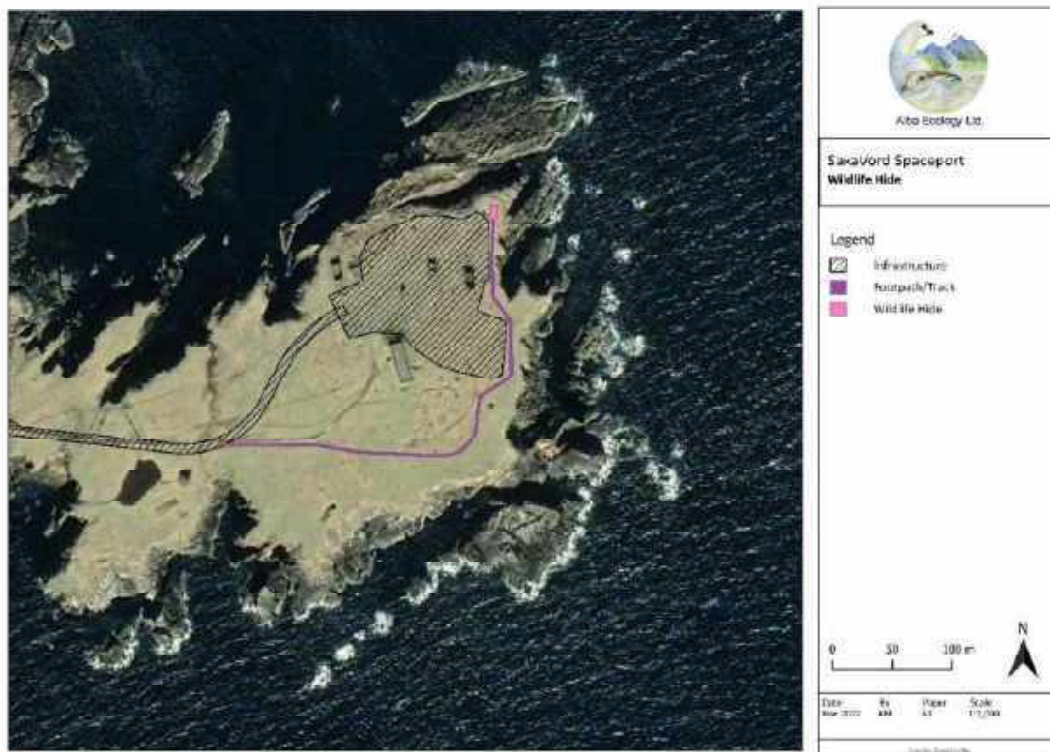 Alba Ecology Ltd.
SaxaVord Spaceport
Wildlife Hide
Legend
Infrastructure
Footpath/Track
Wildlife Hide
N
0 50 100 m
Date By Paper Scale
2022